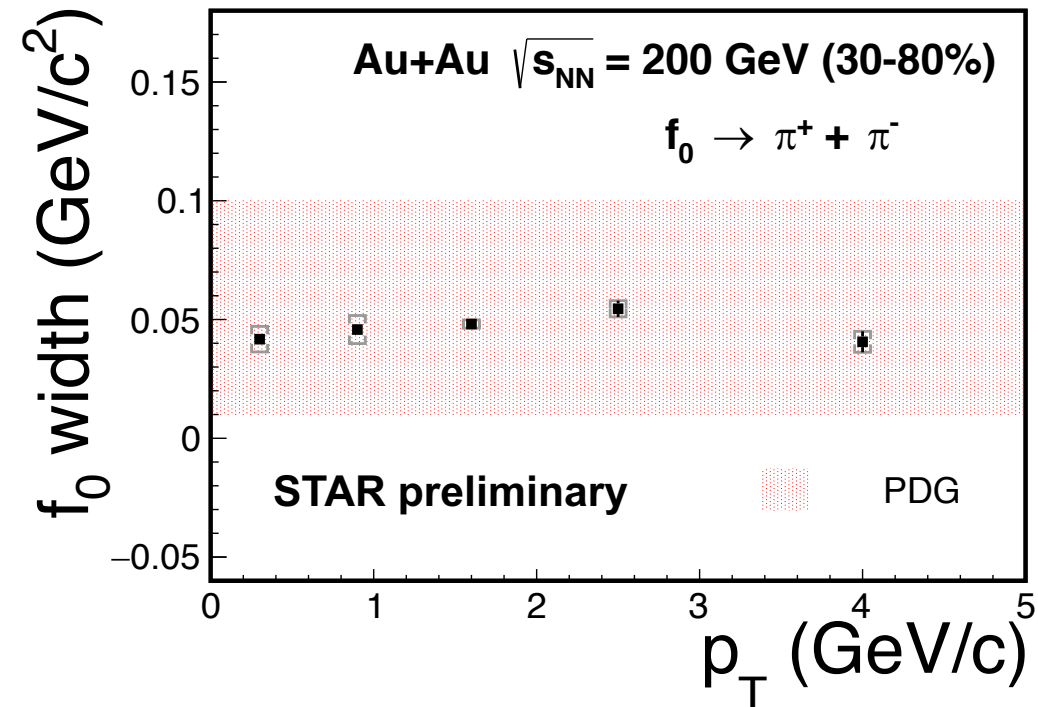 f₀ width (GeV/c²)
Au+Au √sNN = 200 GeV (30-80%)
f₀ → π⁺ + π⁻
0.15
0.1
0.05
0
−0.05
STAR preliminary
PDG
0 1 2 3 4 5
p_T (GeV/c)